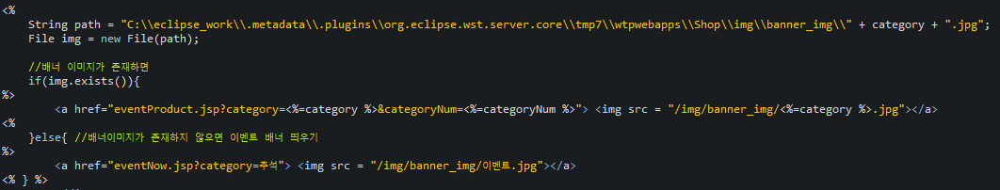 <%
String path = "C:\\eclipse_work\\.metadata\\.plugins\\org.eclipse.wst.server.core\\tmp7\\wtpwebapps\\Shop\\img\\banner_img\\" + category + ".jpg";
File img = new File(path);
//배너 이미지가 존재하면
if(img.exists()){
%>
<a href="eventProduct.jsp?category=<%=category %>&categoryNum=<%=categoryNum %>"> <img src = "/img/banner_img/<%=category %>.jpg"></a>
<%
}else{ //배너이미지가 존재하지 않으면 이벤트 배너 띄우기
%>
<a href="eventNow.jsp?category=추석"> <img src = "/img/banner_img/이벤트.jpg"></a>
<% } %>